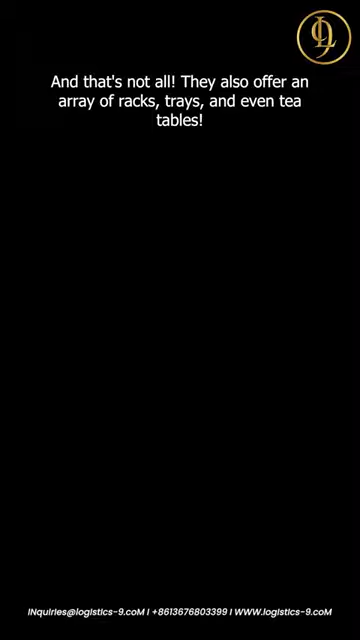 And that's not all! They also offer an
array of racks, trays, and even tea
tables!
INquiries@logistics-9.coM I +8613676803399 I WWW.logistics-9.coM